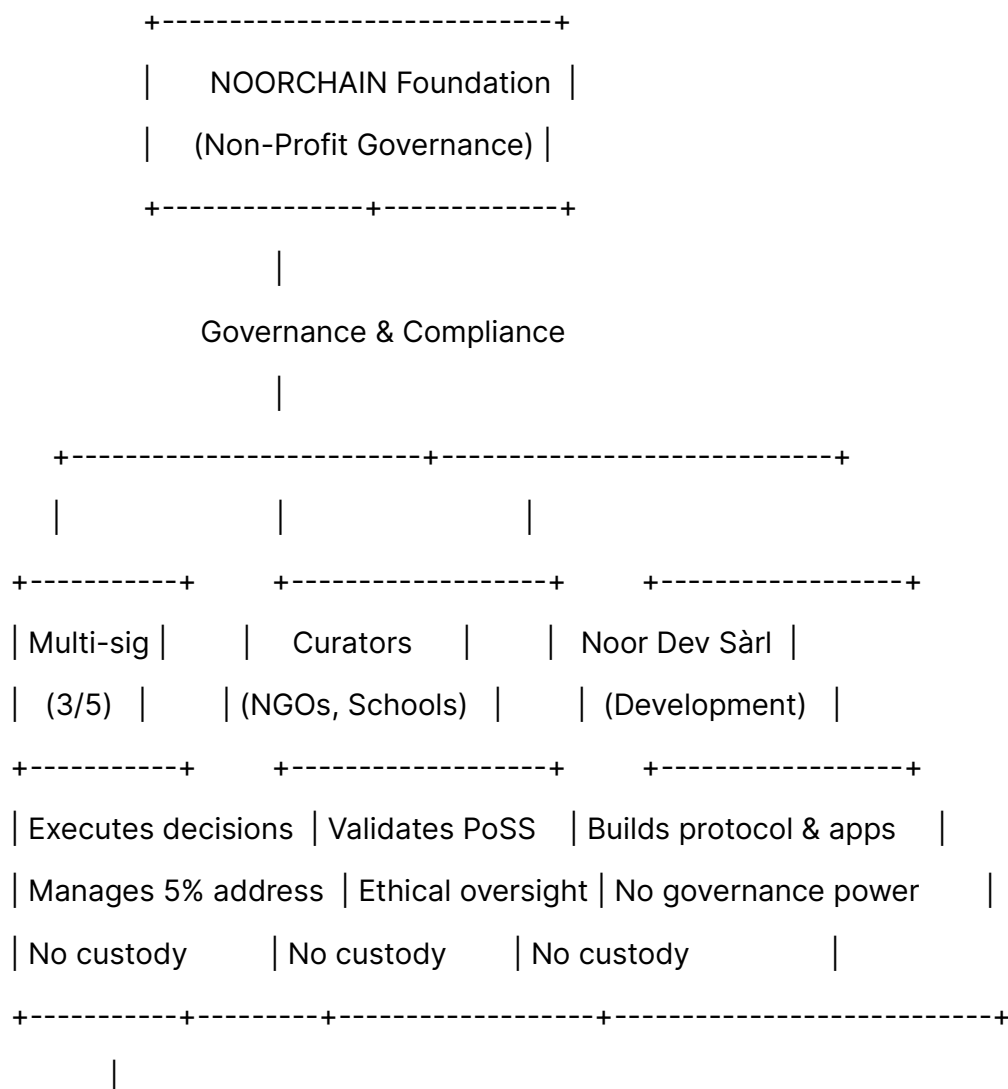 +-----------------------------+
| NOORCHAIN Foundation |
| (Non-Profit Governance) |
+---------------+-------------+
|
Governance & Compliance
|
+--------------------------+-----------------------------+
| | |
+-----------+ +-------------------+ +------------------+
| Multi-sig | | Curators | | Noor Dev Sàrl |
| (3/5) | | (NGOs, Schools) | | (Development) |
+-----------+ +-------------------+ +------------------+
| Executes decisions | Validates PoSS | Builds protocol & apps |
| Manages 5% address | Ethical oversight | No governance power |
| No custody | No custody | No custody |
+-----------+---------+-------------------+----------------------------+
|